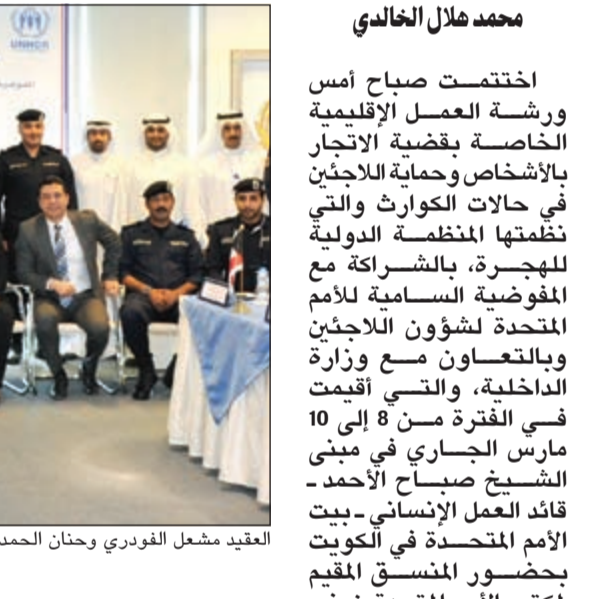 محمد هلال الخالدي
اختتمت صباح أمس
ورشة العمل الإقليمية
الخاصة بقضية الاتجار
بالأشخاص وحماية اللاجئين
في حالات الكوارث والتي
نظمتها المنظمة الدولية
للهجرة، بالشراكة مع
المفوضية السامية للأمم
المتحدة لشؤون اللاجئين
وبالتعاون مع وزارة
الداخلية، والتي أقيمت
في الفترة من 8 إلى 10
مارس الجاري في مبنى
الشيخ صباح الأحمد -
قائد العمل الإنساني - بيت
الأمم المتحدة في الكويت
بحضور المنسق المقيم
UNHCR
العقيد مشعل الفودري وحنان الحمد